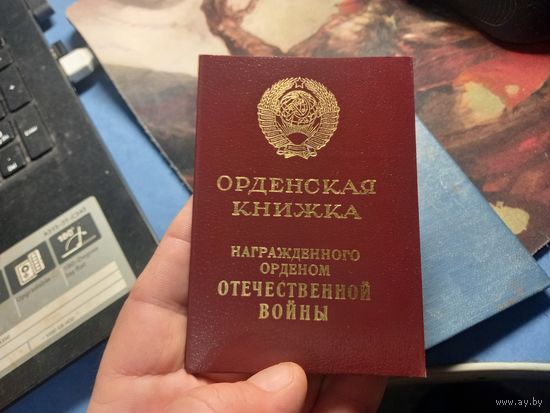 ОРДЕНСКАЯ
КНИЖКА
НАГРАЖДЕННОГО
ОРДЕНОМ
ОТЕЧЕСТВЕННОЙ
ВОЙНЫ
www.ay.by